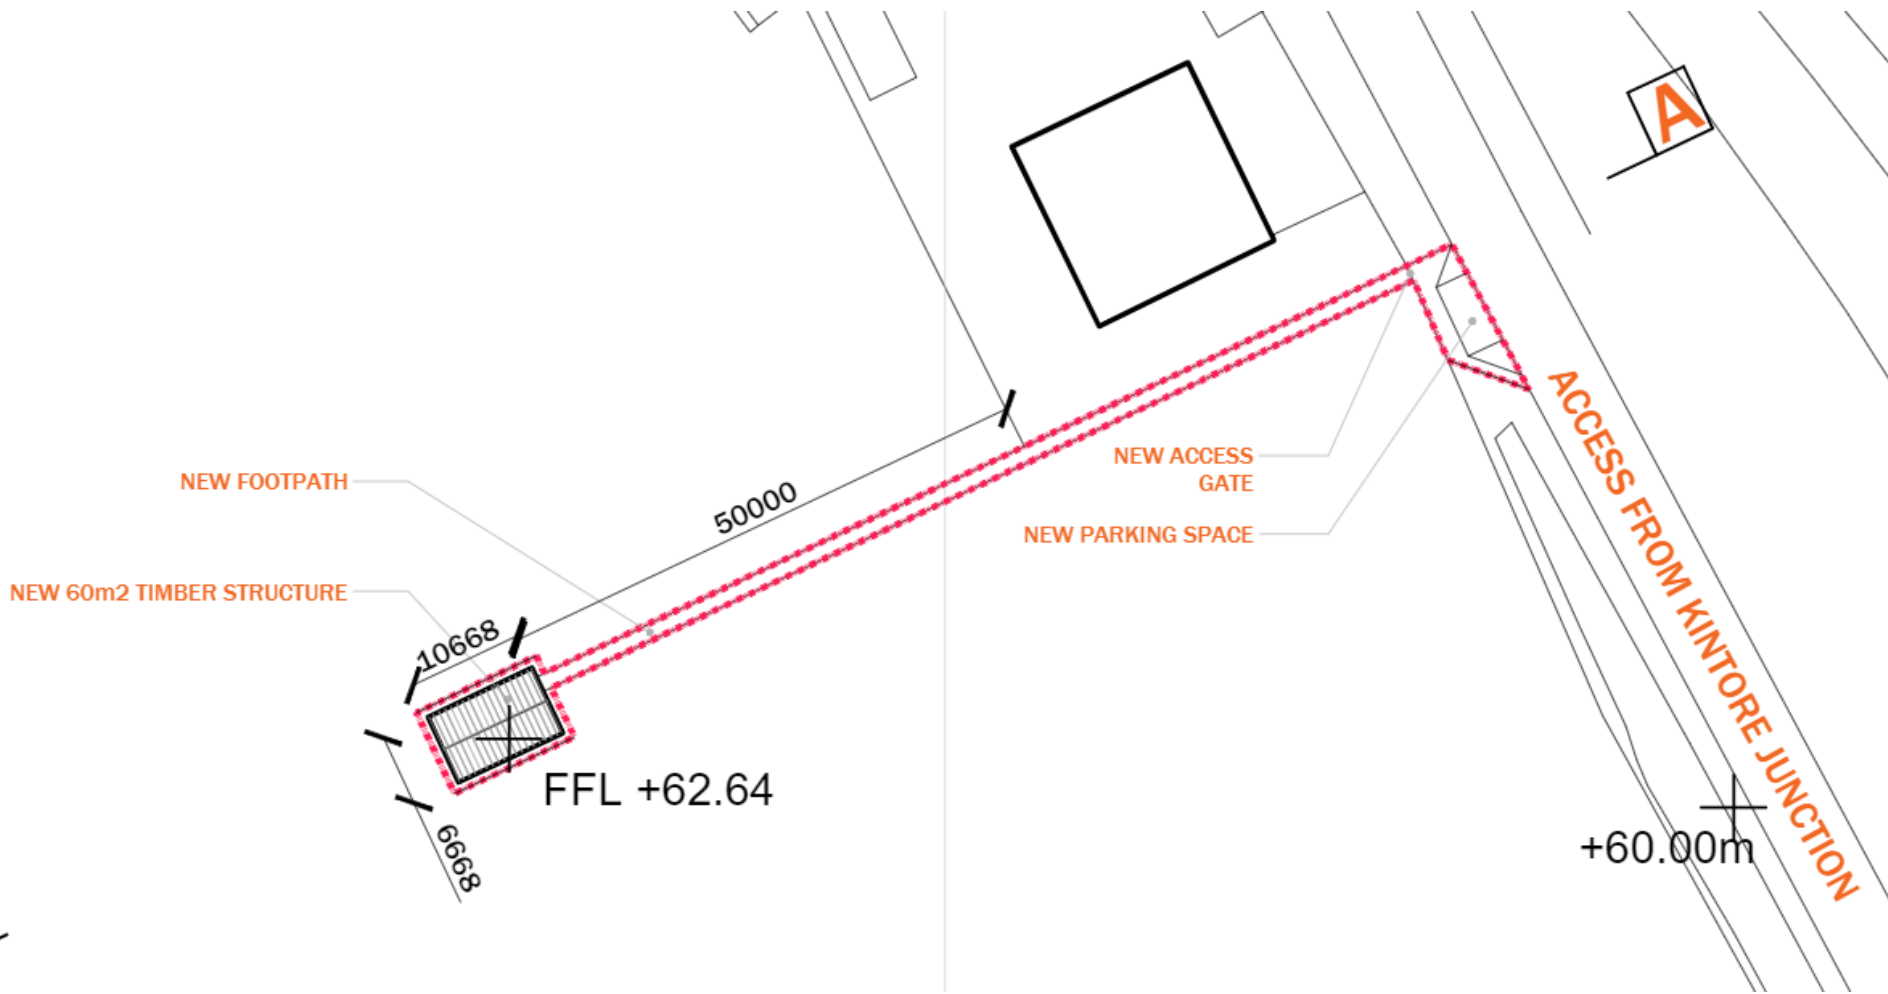 A
ACCESS FROM KINTORE JUNCTION
NEW ACCESS
GATE
NEW FOOTPATH
50000
NEW PARKING SPACE
NEW 60m2 TIMBER STRUCTURE
10668
FFL +62.64
+60.00m
6668